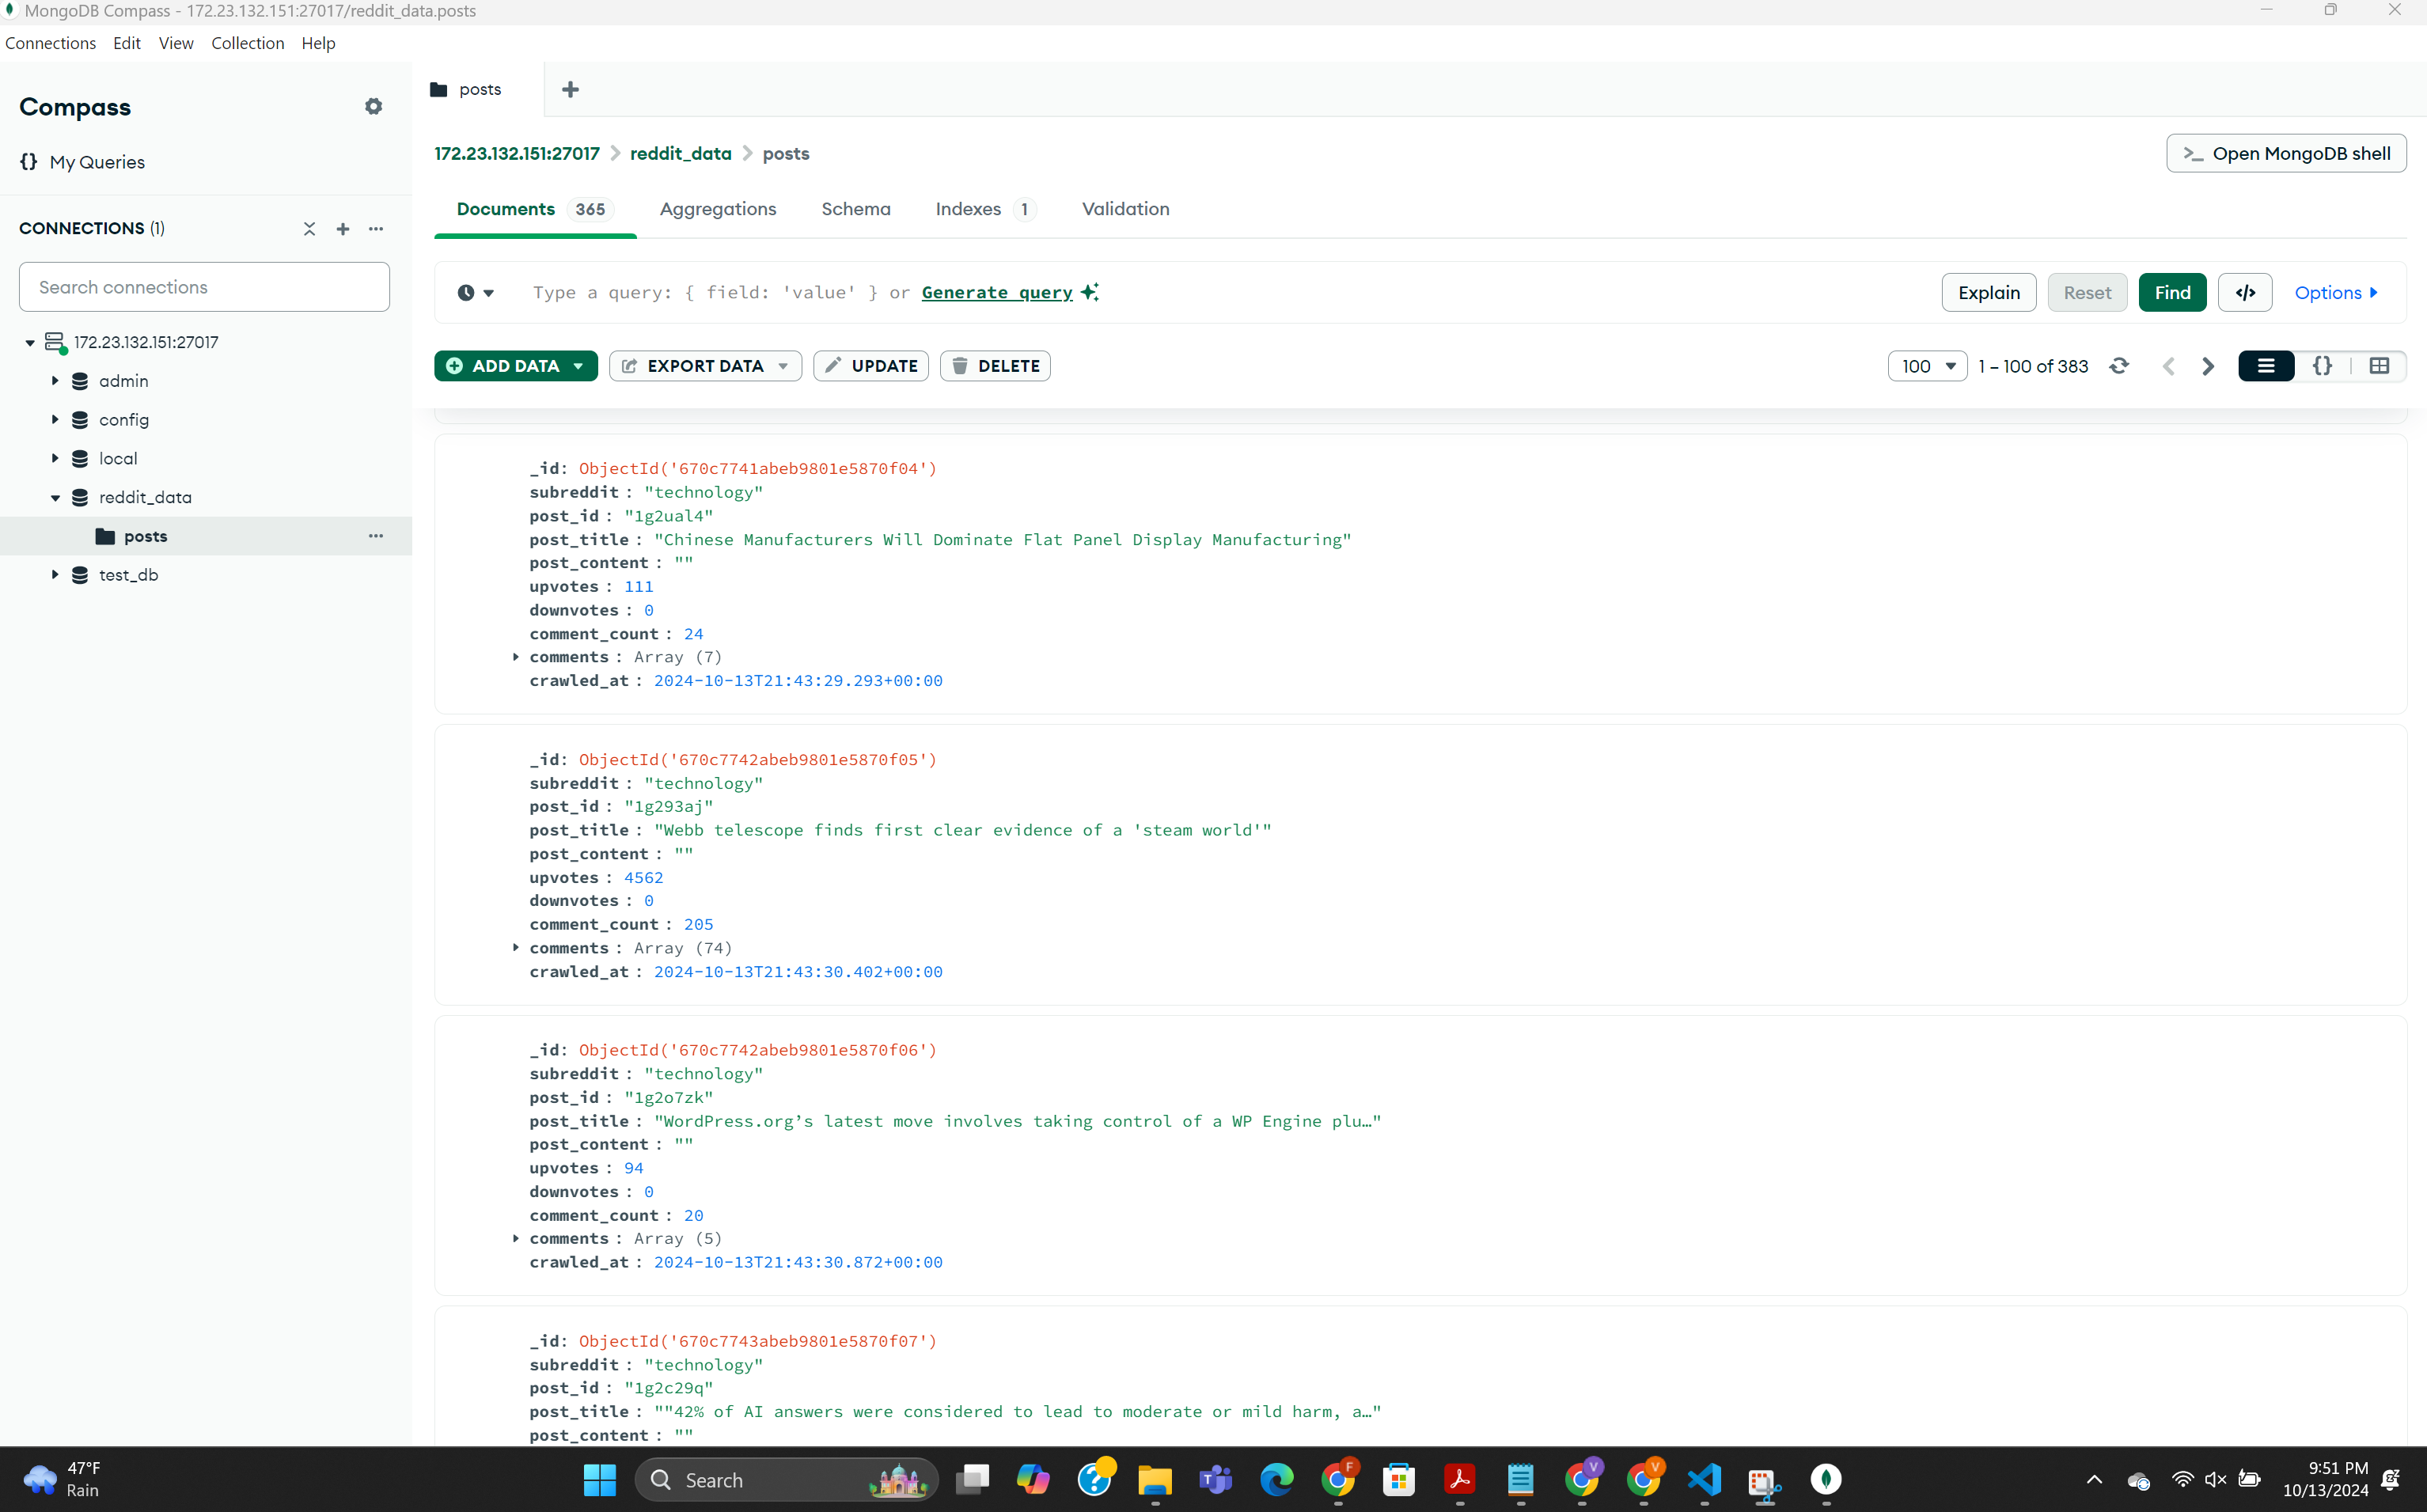 MongoDB Compass - 172.23.132.151:27017/reddit_data.posts
Connections Edit View Collection Help
Compass
{} My Queries
CONNECTIONS (1)
Search connections
172.23.132.151:27017
admin
config
local
reddit_data
posts
test_db
posts
172.23.132.151:27017 > reddit_data > posts
>_ Open MongoDB shell
Documents 365 Aggregations Schema Indexes 1 Validation
Type a query: { field: 'value' } or Generate query
Explain Reset Find </> Options
ADD DATA EXPORT DATA UPDATE DELETE
100 1 – 100 of 383 {}
_id: ObjectId('670c7741abeb9801e5870f04')
subreddit : "technology"
post_id : "1g2ual4"
post_title : "Chinese Manufacturers Will Dominate Flat Panel Display Manufacturing"
post_content : ""
upvotes : 111
downvotes : 0
comment_count : 24
comments : Array (7)
crawled_at : 2024-10-13T21:43:29.293+00:00
_id: ObjectId('670c7742abeb9801e5870f05')
subreddit : "technology"
post_id : "1g293aj"
post_title : "Webb telescope finds first clear evidence of a 'steam world'"
post_content : ""
upvotes : 4562
downvotes : 0
comment_count : 205
comments : Array (74)
crawled_at : 2024-10-13T21:43:30.402+00:00
_id: ObjectId('670c7742abeb9801e5870f06')
subreddit : "technology"
post_id : "1g2o7zk"
post_title : "WordPress.org’s latest move involves taking control of a WP Engine plu…"
post_content : ""
upvotes : 94
downvotes : 0
comment_count : 20
comments : Array (5)
crawled_at : 2024-10-13T21:43:30.872+00:00
_id: ObjectId('670c7743abeb9801e5870f07')
subreddit : "technology"
post_id : "1g2c29q"
post_title : ""42% of AI answers were considered to lead to moderate or mild harm, a…"
post_content : ""
47°F
Rain
Search
F
V
V
9:51 PM
10/13/2024